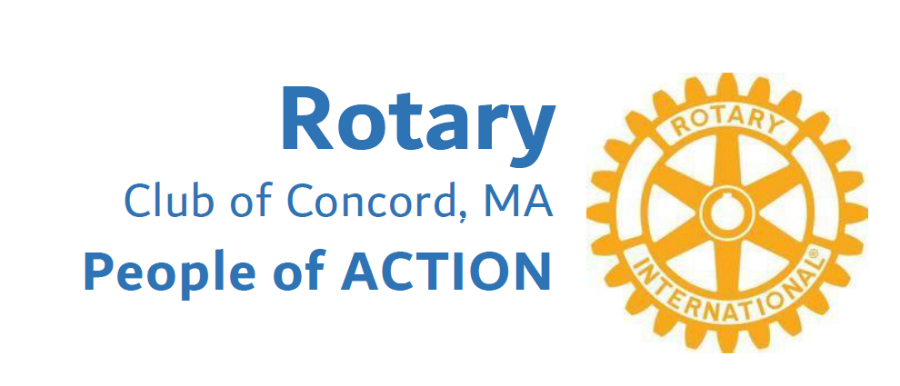 Rotary
Club of Concord, MA
People of ACTION
ROTARY
INTERNATIONAL®